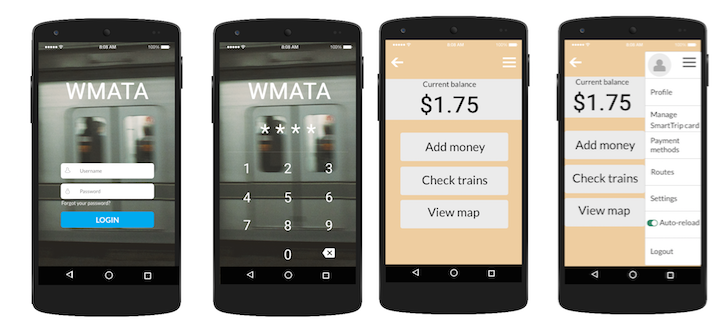 9:08 AM
100%
WMATA
Username
Password
Forgot your password?
LOGIN
9:08 AM
100%
WMATA
****
1 2 3
4 5 6
7 8 9
0
100%
Current balance
$1.75
Add money
Check trains
View map
Current balance
$1.75
Add money
Check trains
View map
Profile
Manage
SmartTrip card
Payment
methods
Routes
Settings
Auto-reload
Logout